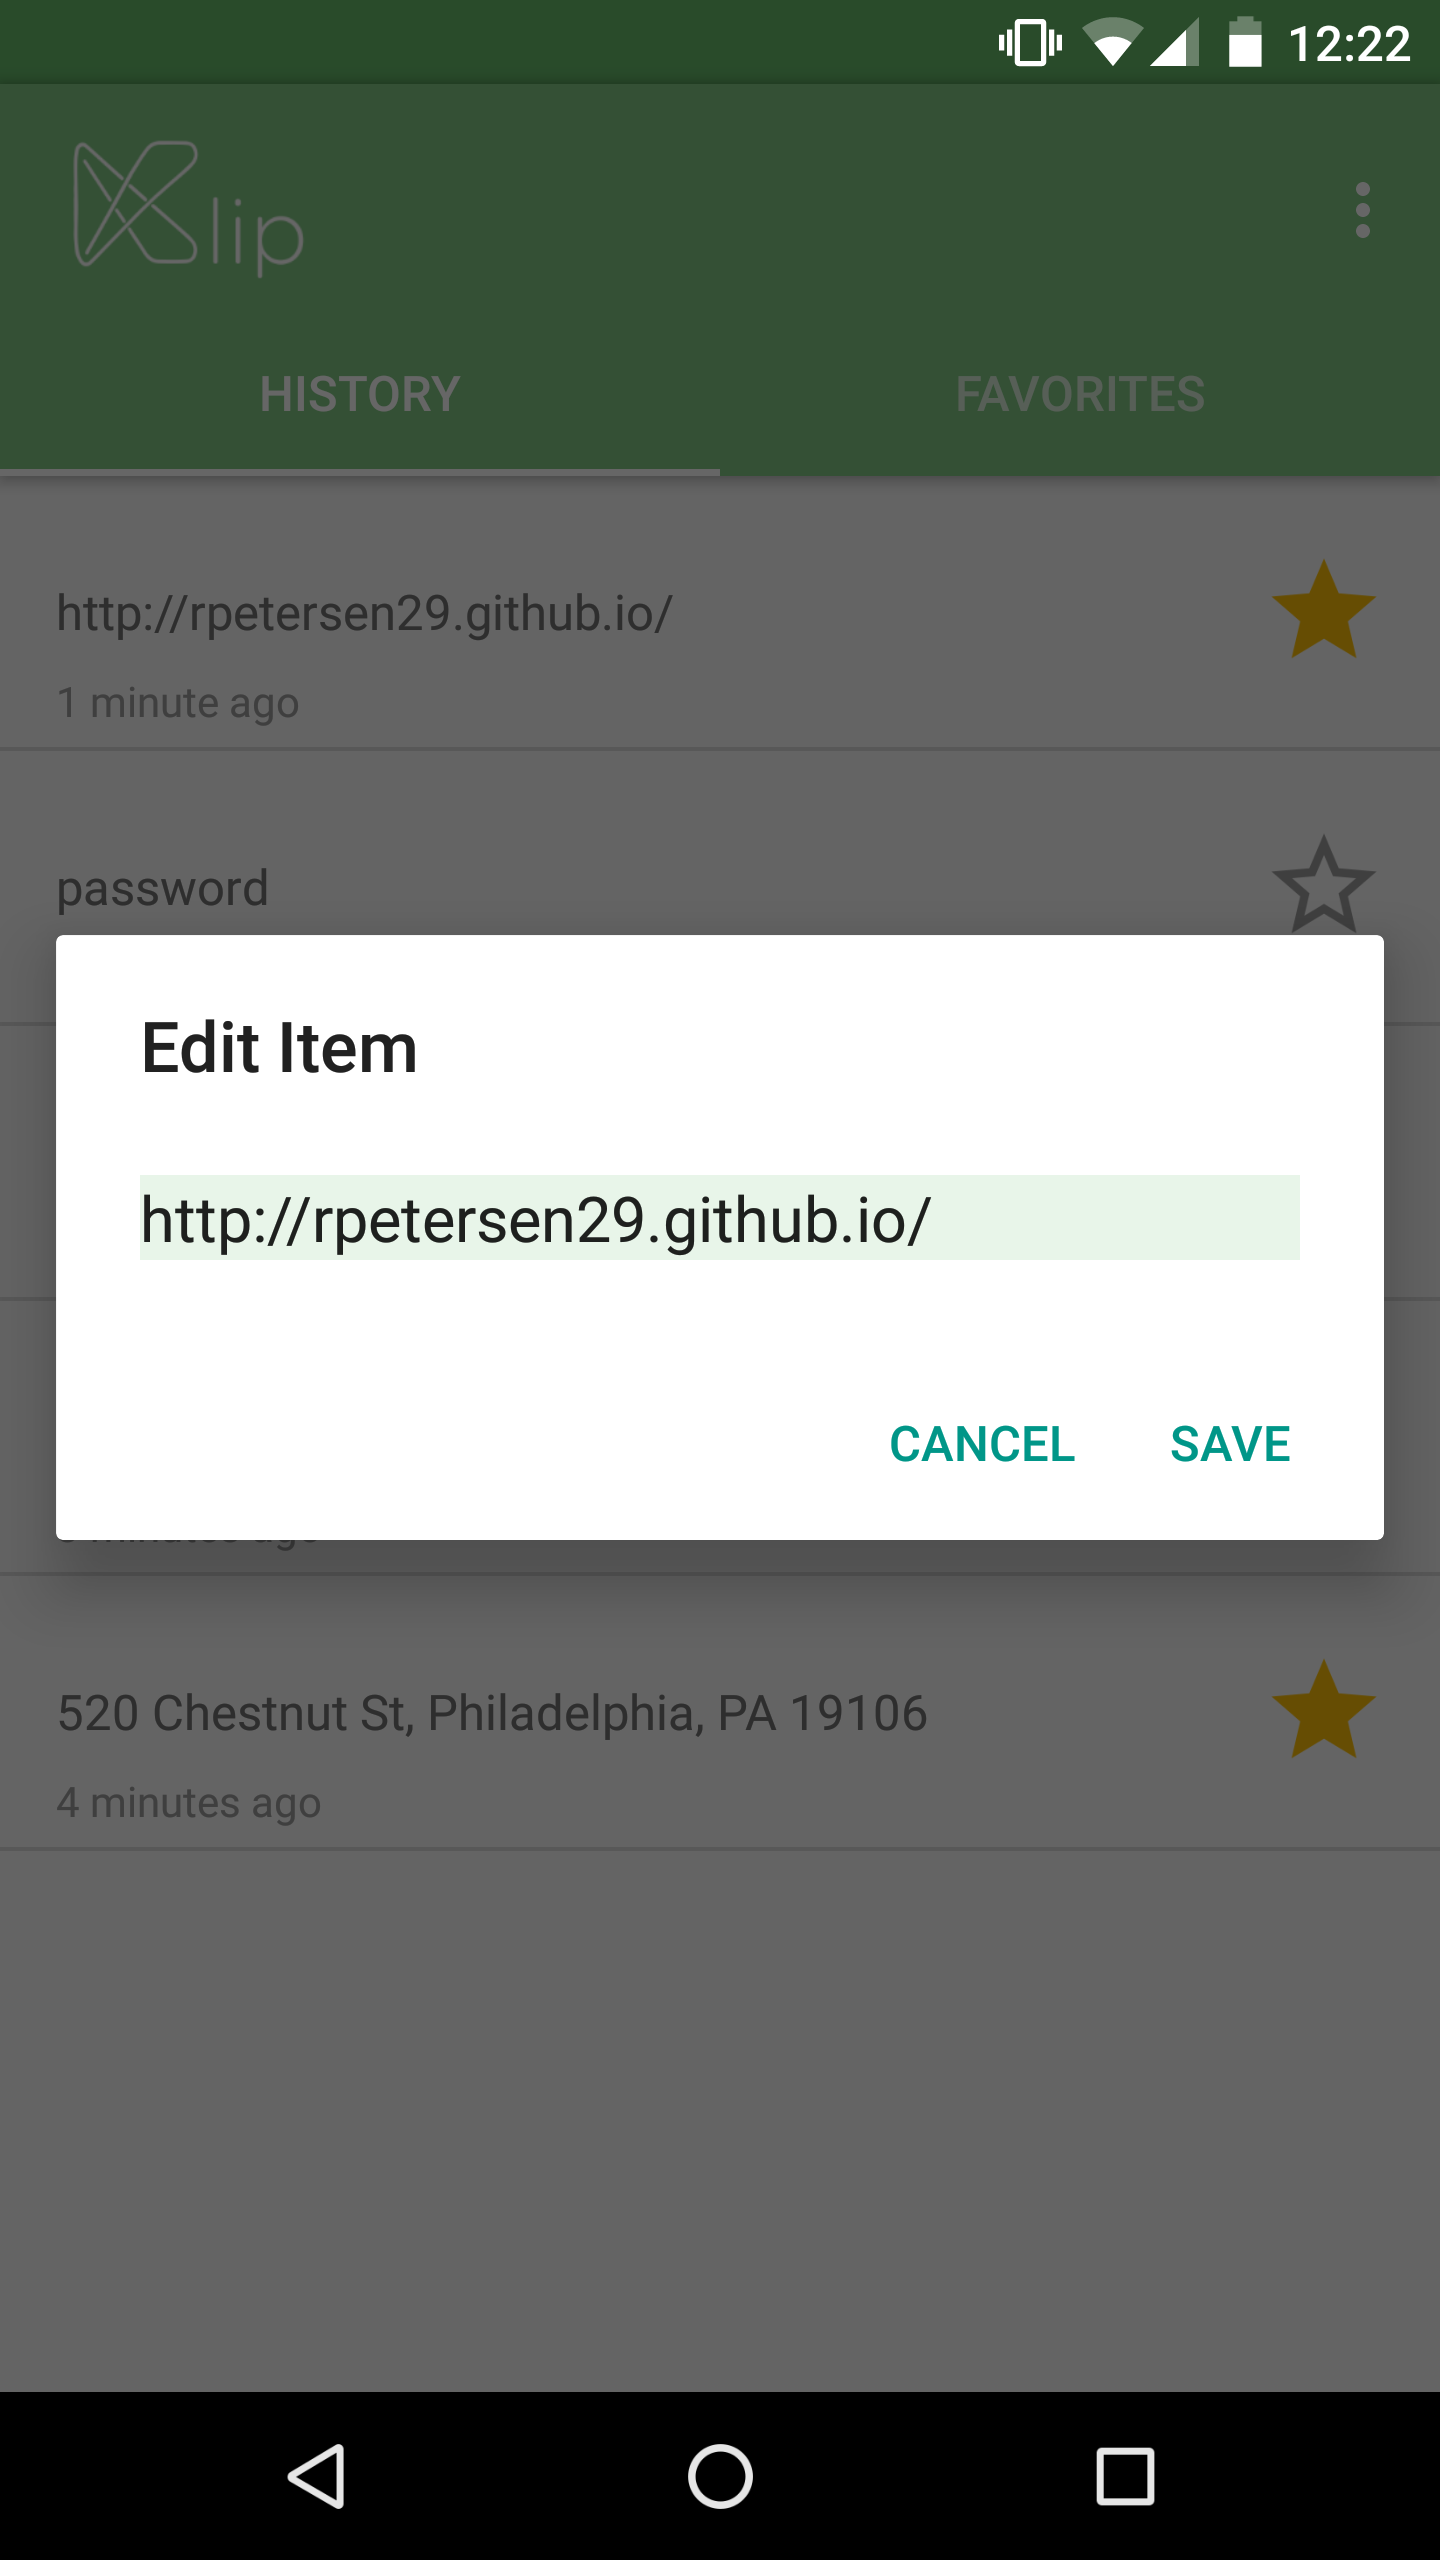 12:22
Klip
HISTORY
FAVORITES
http://rpetersen29.github.io/
1 minute ago
password
Edit Item
http://rpetersen29.github.io/
CANCEL
SAVE
minutes ago
520 Chestnut St, Philadelphia, PA 19106
4 minutes ago